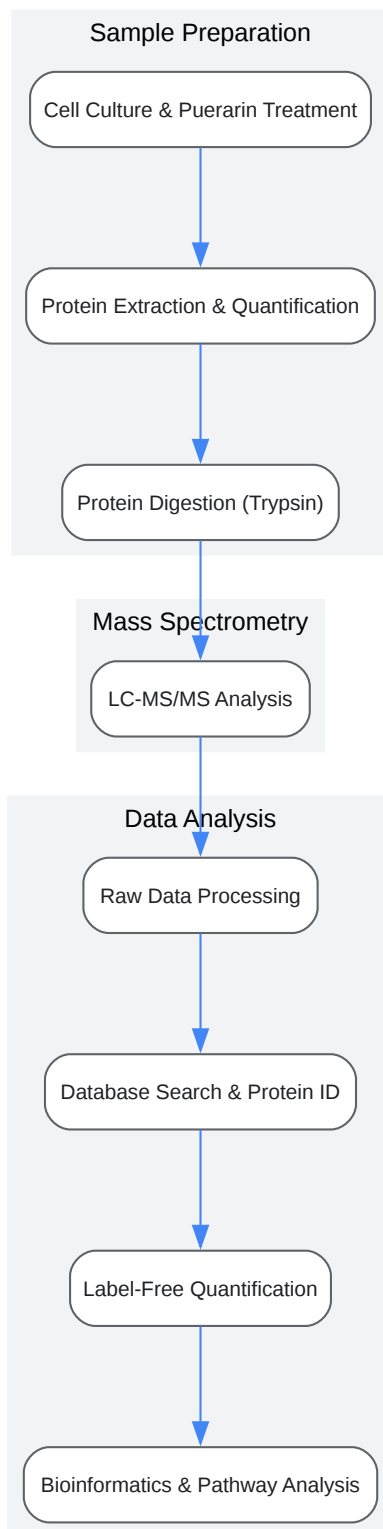 Sample Preparation
Cell Culture & Puerarin Treatment
Protein Extraction & Quantification
Protein Digestion (Trypsin)
Mass Spectrometry
LC-MS/MS Analysis
Data Analysis
Raw Data Processing
Database Search & Protein ID
Label-Free Quantification
Bioinformatics & Pathway Analysis